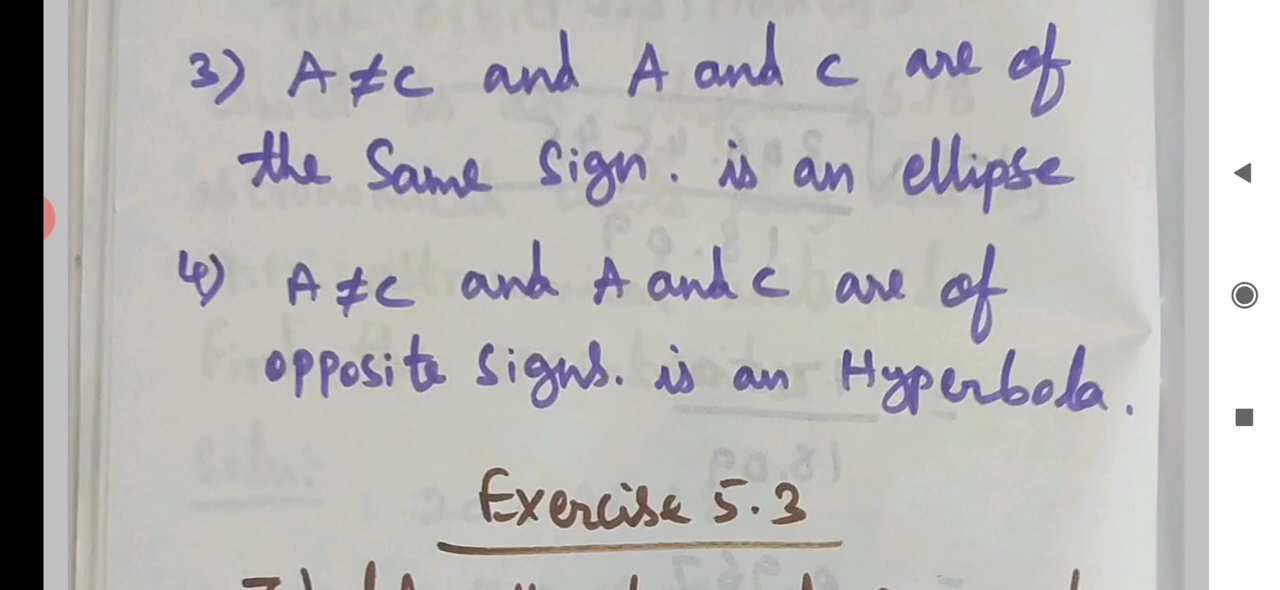 3) A ≠ C and A and C are of
the Same Sign. is an ellipse
4) A ≠ C and A and C are of
opposite Signs. is an Hyperbola.
Exercise 5.3